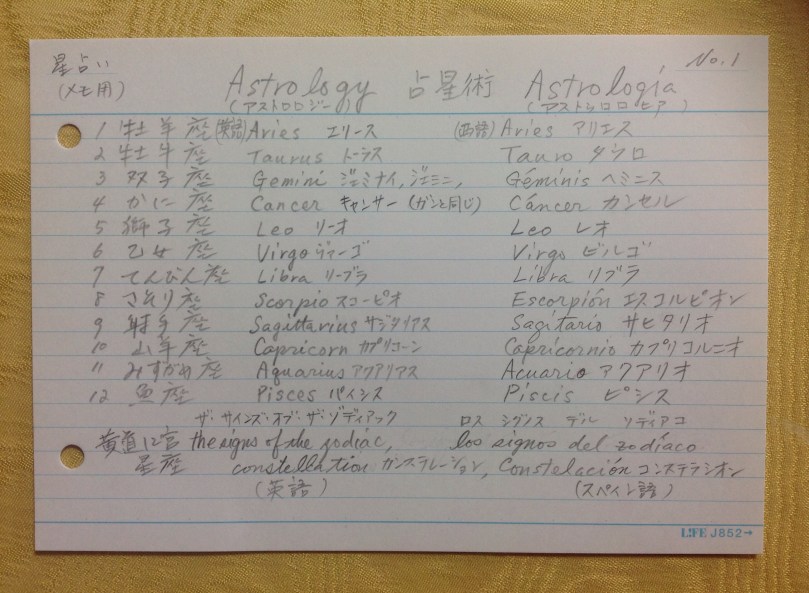 星占い Astrology 占星術 Astrología No.1
(メモ用) (アストロロジー) (アストロロヒア)
1 牡羊座 (英語) Aries エリース (西語) Aries アリエス
2 牡牛座 Taurus トーラス Tauro タウロ
3 双子座 Gemini ジェミナイ, ジェミニ, Géminis ヘミニス
4 かに座 Cancer キャンサー (ガンと同じ) Cáncer カンセル
5 獅子座 Leo リーオ Leo レオ
6 乙女座 Virgo ヴィーゴ Virgo ビルゴ
7 てんびん座 Libra リーブラ Libra リブラ
8 さそり座 Scorpio スコーピオ Escorpión エスコルピオン
9 射手座 Sagittarius サジタリアス Sagitario サヒタリオ
10 山羊座 Capricorn カプリコーン Capricornio カプリコルニオ
11 みずがめ座 Aquarius アクアリアス Acuario アクアリオ
12 魚座 Pisces パイシス Piscis ピシス
ザ・サインズ・オブ・ザ・ゾディアック ロス シグノス デル ソディアコ
黄道12宮 the signs of the zodiac, los signos del zodíaco
星座 constellation カンステレーション, Constelación コンステラシオン
(英語) (スペイン語)
LIFE J852→